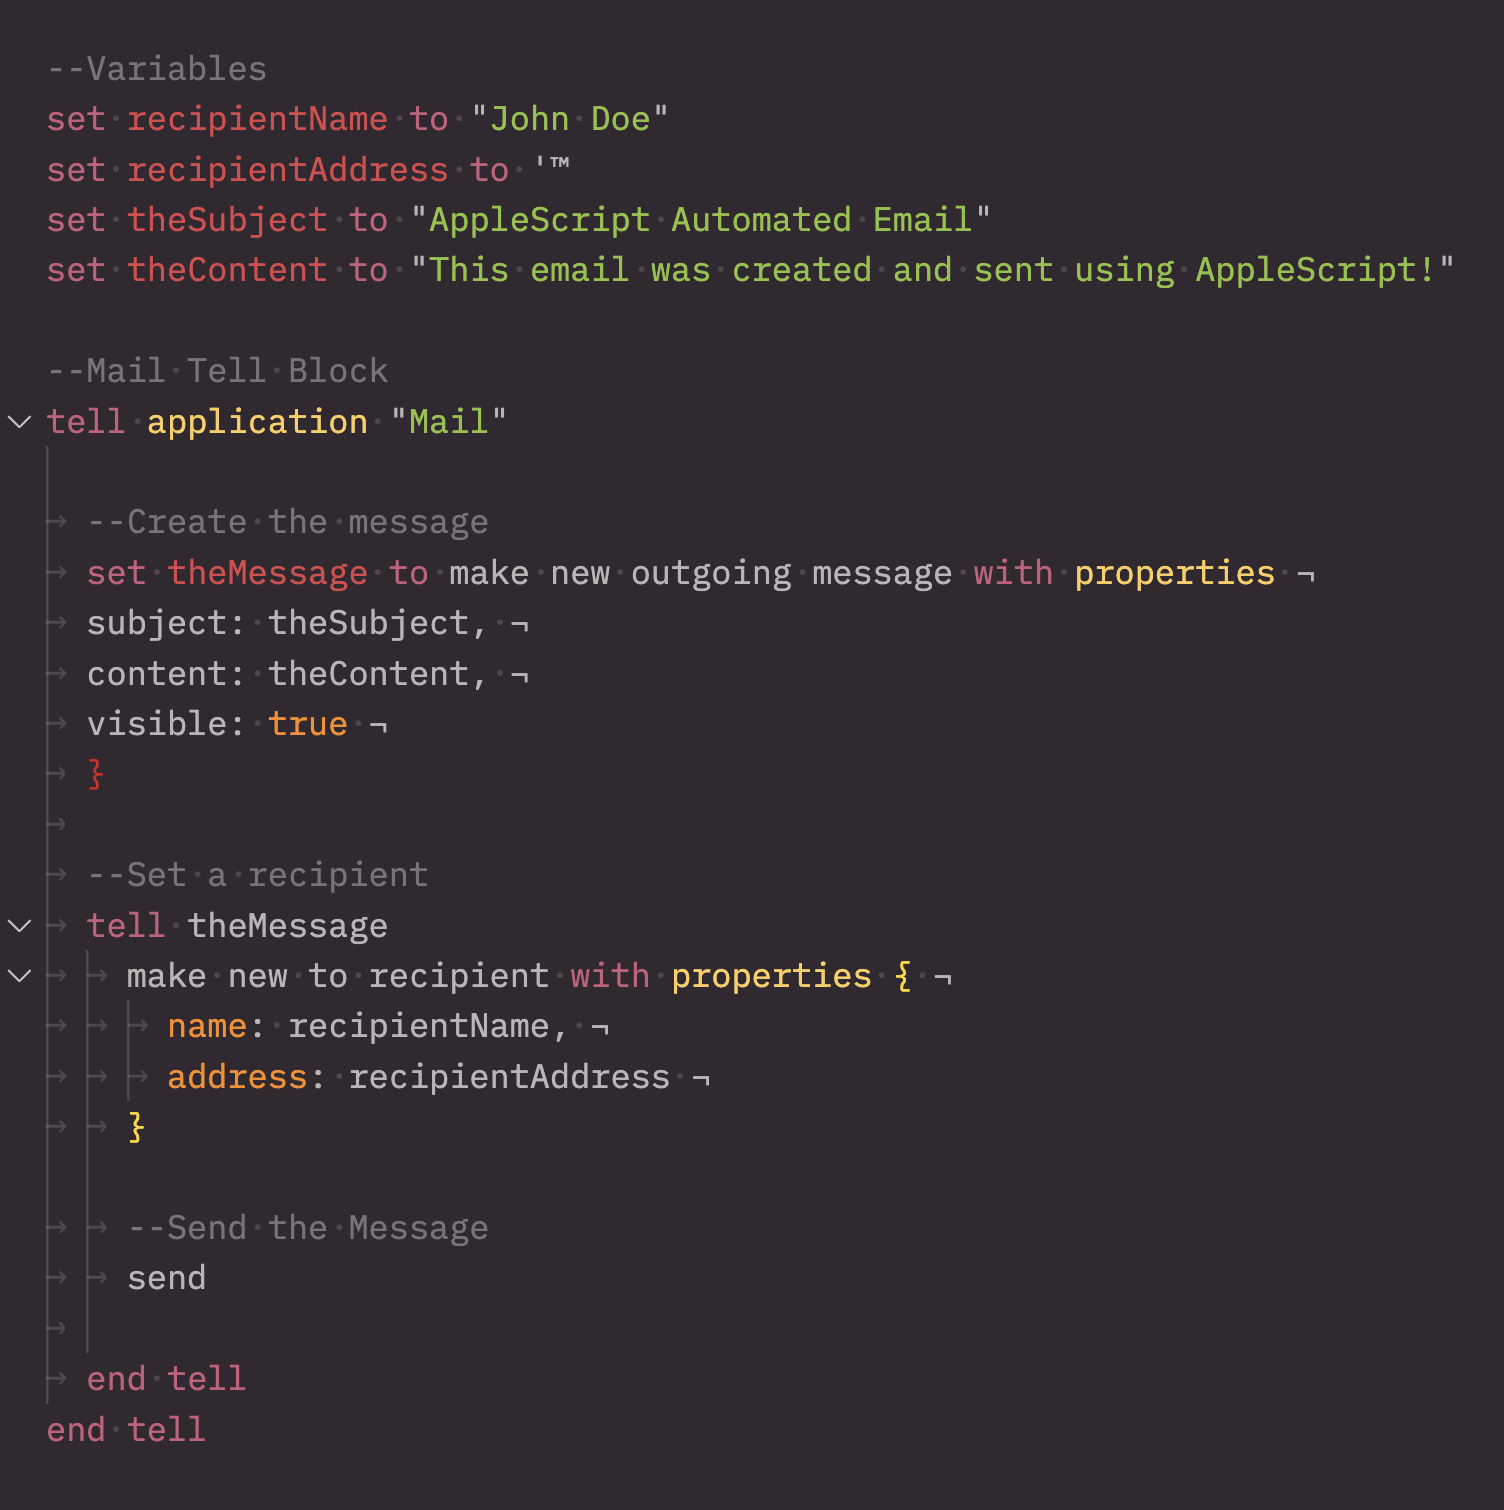 --Variables
set recipientName to "John Doe"
set recipientAddress to '™
set theSubject to "AppleScript Automated Email"
set theContent to "This email was created and sent using AppleScript!"
--Mail Tell Block
tell application "Mail"
--Create the message
set theMessage to make new outgoing message with properties ¬
subject: theSubject, ¬
content: theContent, ¬
visible: true ¬
}
--Set a recipient
tell theMessage
make new to recipient with properties { ¬
name: recipientName, ¬
address: recipientAddress ¬
}
--Send the Message
send
end tell
end tell